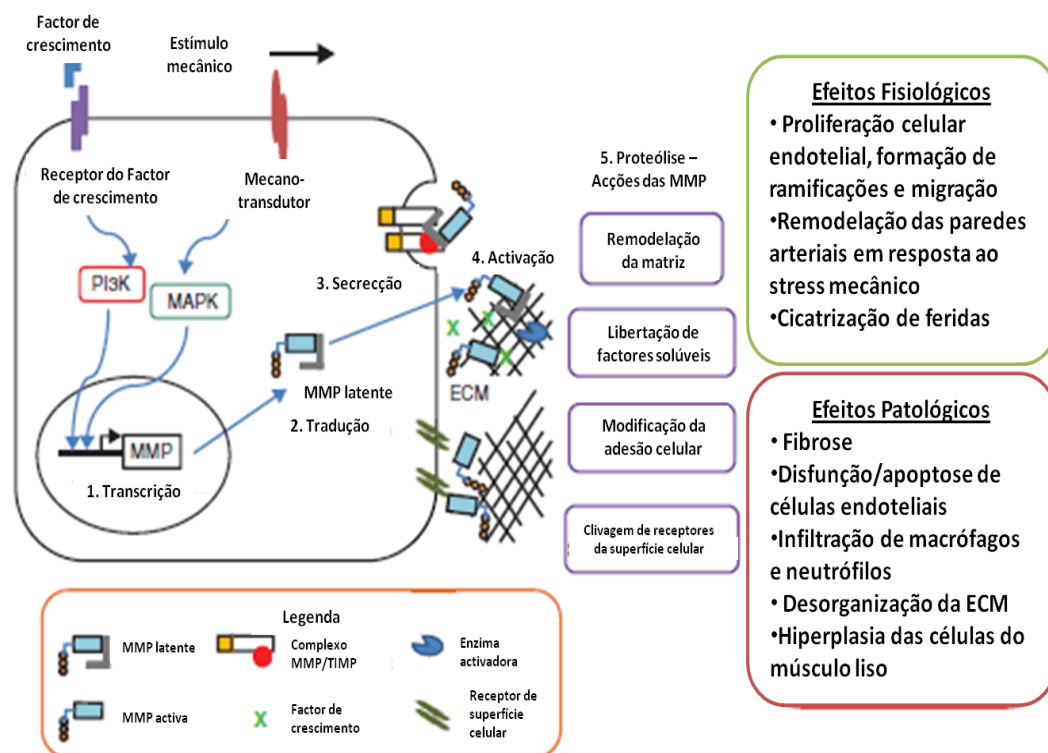 Factor de
crescimento
Estímulo
mecânico
Receptor do Factor
de crescimento
Mecano-
transdutor
PI3K
MAPK
MMP
1. Transcrição
MMP latente
2. Tradução
3. Secrecção
4. Activação
ECM
5. Proteólise –
Acções das MMP
Remodelação
da matriz
Libertação de
factores solúveis
Modificação da
adesão celular
Clivagem de receptores
da superfície celular
Efeitos Fisiológicos
• Proliferação celular
endotelial, formação de
ramificações e migração
•Remodelação das paredes
arteriais em resposta ao
stress mecânico
•Cicatrização de feridas
Efeitos Patológicos
• Fibrose
•Disfunção/apoptose de
células endoteliais
•Infiltração de macrófagos
e neutrófilos
• Desorganização da ECM
•Hiperplasia das células do
músculo liso
Legenda
MMP latente
Complexo
MMP/TIMP
Enzima
activadora
MMP activa
X
Factor de
crescimento
Receptor de
superfície
celular